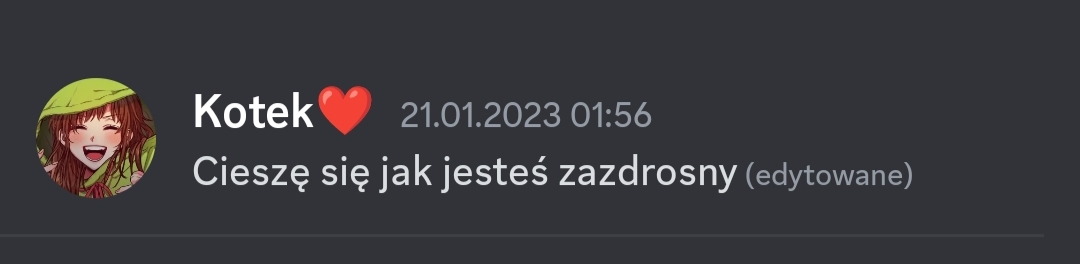 Kotek❤️ 21.01.2023 01:56
Cieszę się jak jesteś zazdrosny (edytowane)